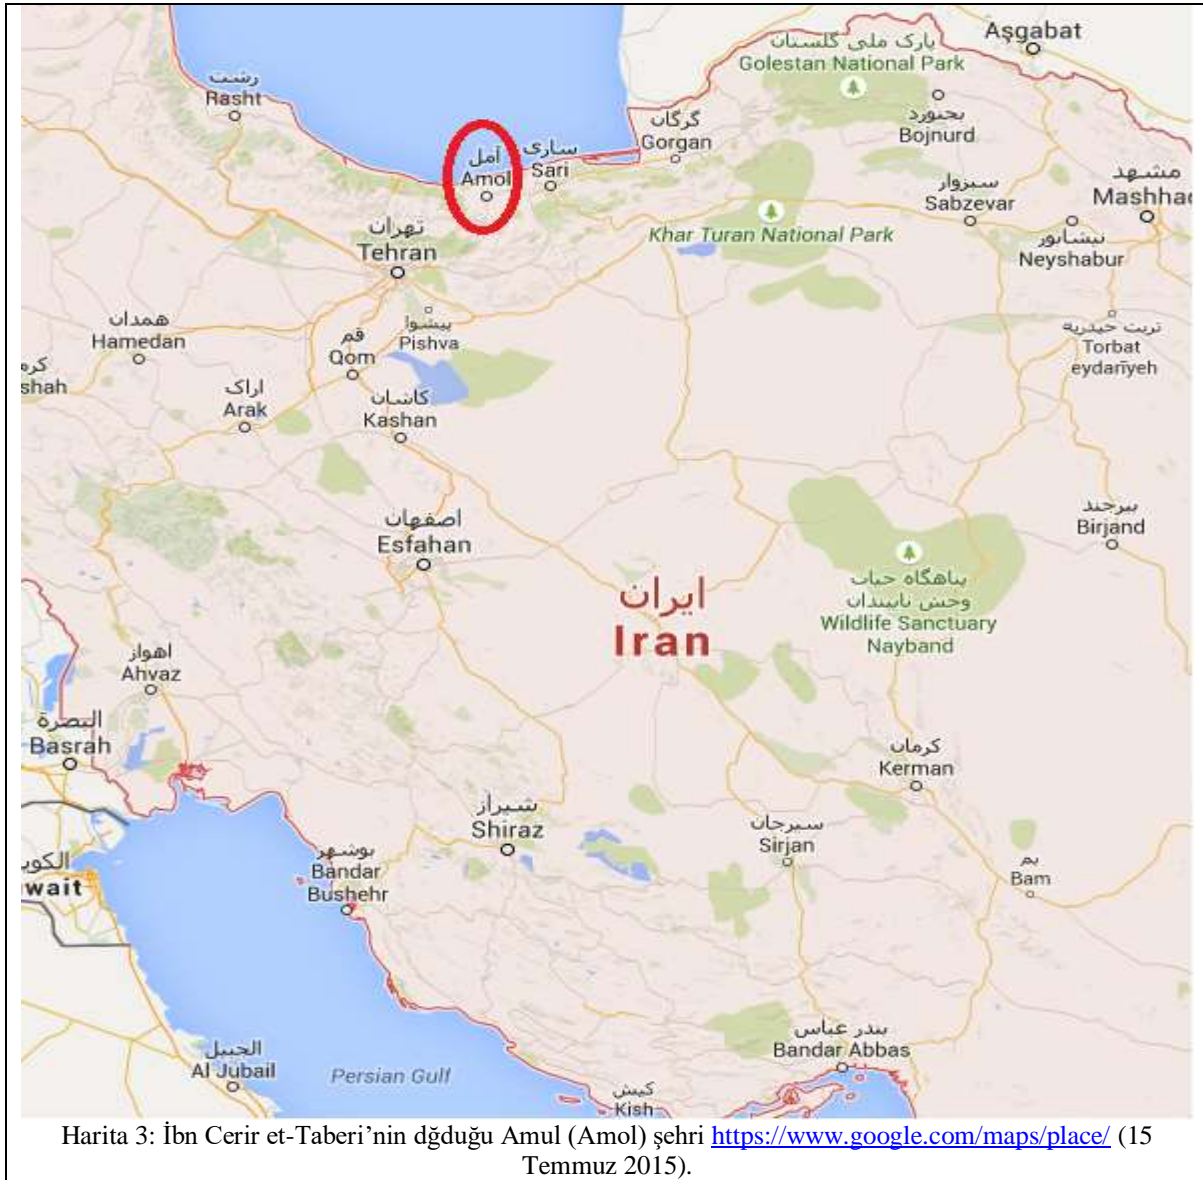 Aşgabat
پارک ملی گلستان
Golestan National Park
رشت
Rasht
بجنورد
Bojnurd
گرگان
Gorgan
ساری
Sari
آمل
Amol
مشهد
Mashhad
سبزوار
Sabzevar
نیشابور
Neyshabur
Khar Turan National Park
تهران
Tehran
پیشوا
Pishva
همدان
Hamedan
قم
Qom
تربت حیدریه
Torbat
eydarīyeh
کرم
shah
اراک
Arak
کاشان
Kashan
بیرجند
Birjand
اصفهان
Esfahan
پناهگاه حیات
وحش نایبندان
Wildlife Sanctuary
Nayband
ایران
Iran
اهواز
Ahvaz
البصرة
Basrah
کرمان
Kerman
شیراز
Shiraz
سیرجان
Sirjan
بم
Bam
الكوي
wait
بوشهر
Bandar
Bushehr
بندر عباس
Bandar Abbas
الجبيل
Al Jubail
Persian Gulf
کیش
Kish
Harita 3: İbn Cerir et-Taberi’nin dğduğu Amul (Amol) şehri https://www.google.com/maps/place/ (15
Temmuz 2015).